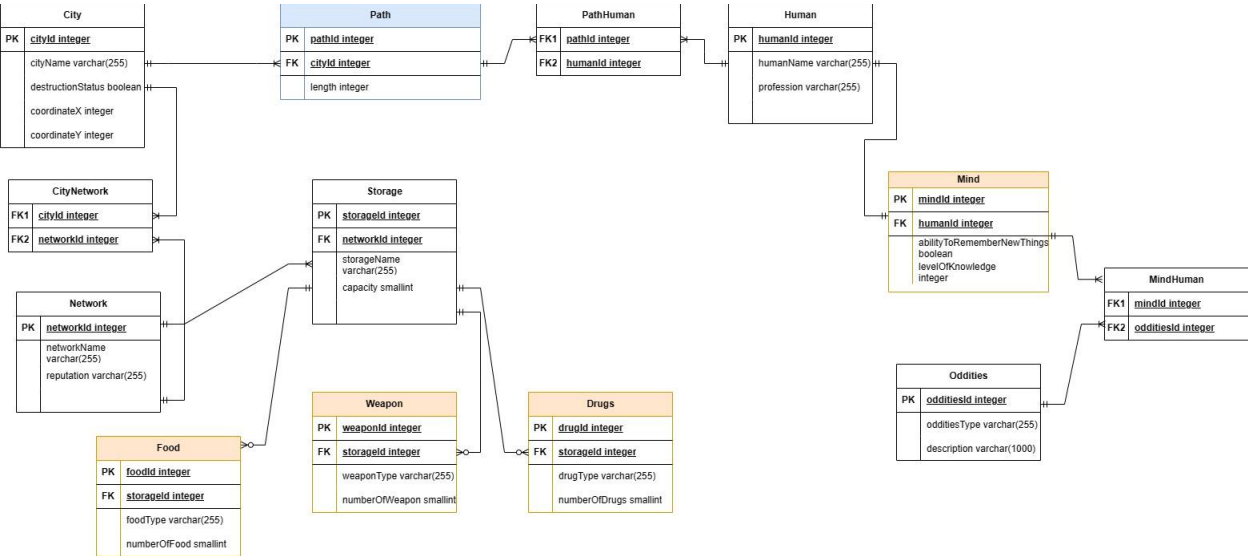 City
PK cityId integer
cityName varchar(255)
destructionStatus boolean
coordinateX integer
coordinateY integer
Path
PK pathId integer
FK cityId integer
length integer
PathHuman
FK1 pathId integer
FK2 humanId integer
Human
PK humanId integer
humanName varchar(255)
profession varchar(255)
CityNetwork
FK1 cityId integer
FK2 networkId integer
Storage
PK storageId integer
FK networkId integer
storageName
varchar(255)
capacity smallint
Mind
PK mindId integer
FK humanId integer
abilityToRememberNewThings
boolean
levelOfKnowledge
integer
MindHuman
FK1 mindId integer
FK2 odditiesId integer
Network
PK networkId integer
networkName
varchar(255)
reputation varchar(255)
Oddities
PK odditiesId integer
odditiesType varchar(255)
description varchar(1000)
Weapon
PK weaponId integer
FK storageId integer
weaponType varchar(255)
numberOfWeapon smallint
Drugs
PK drugId integer
FK storageId integer
drugType varchar(255)
numberOfDrugs smallint
Food
PK foodId integer
FK storageId integer
foodType varchar(255)
numberOfFood smallint